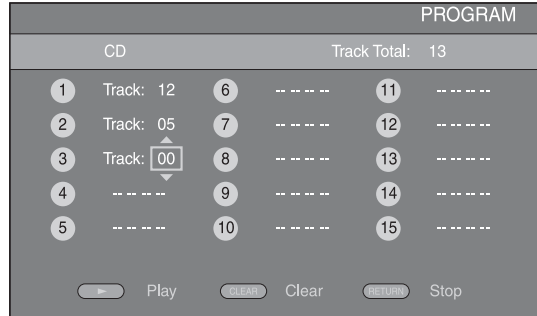 PROGRAM
CD Track Total: 13
1 Track: 12 6 -- -- -- -- 11 -- -- -- --
2 Track: 05 7 -- -- -- -- 12 -- -- -- --
3 Track: 00 8 -- -- -- -- 13 -- -- -- --
4 -- -- -- -- 9 -- -- -- -- 14 -- -- -- --
5 -- -- -- -- 10 -- -- -- -- 15 -- -- -- --
Play CLEAR Clear RETURN Stop